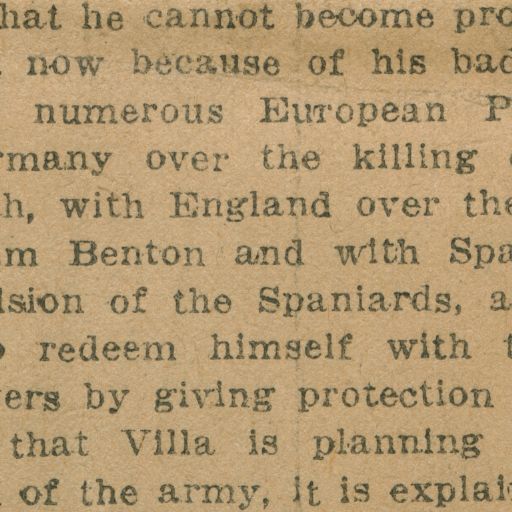 hat he cannot become pro
now because of his bad
numerous European P
rmany over the killing
h, with England over the
am Benton and with Spa
lsion of the Spaniards, a
redeem himself with t
vers by giving protection
that Villa is planning
of the army, it is explai